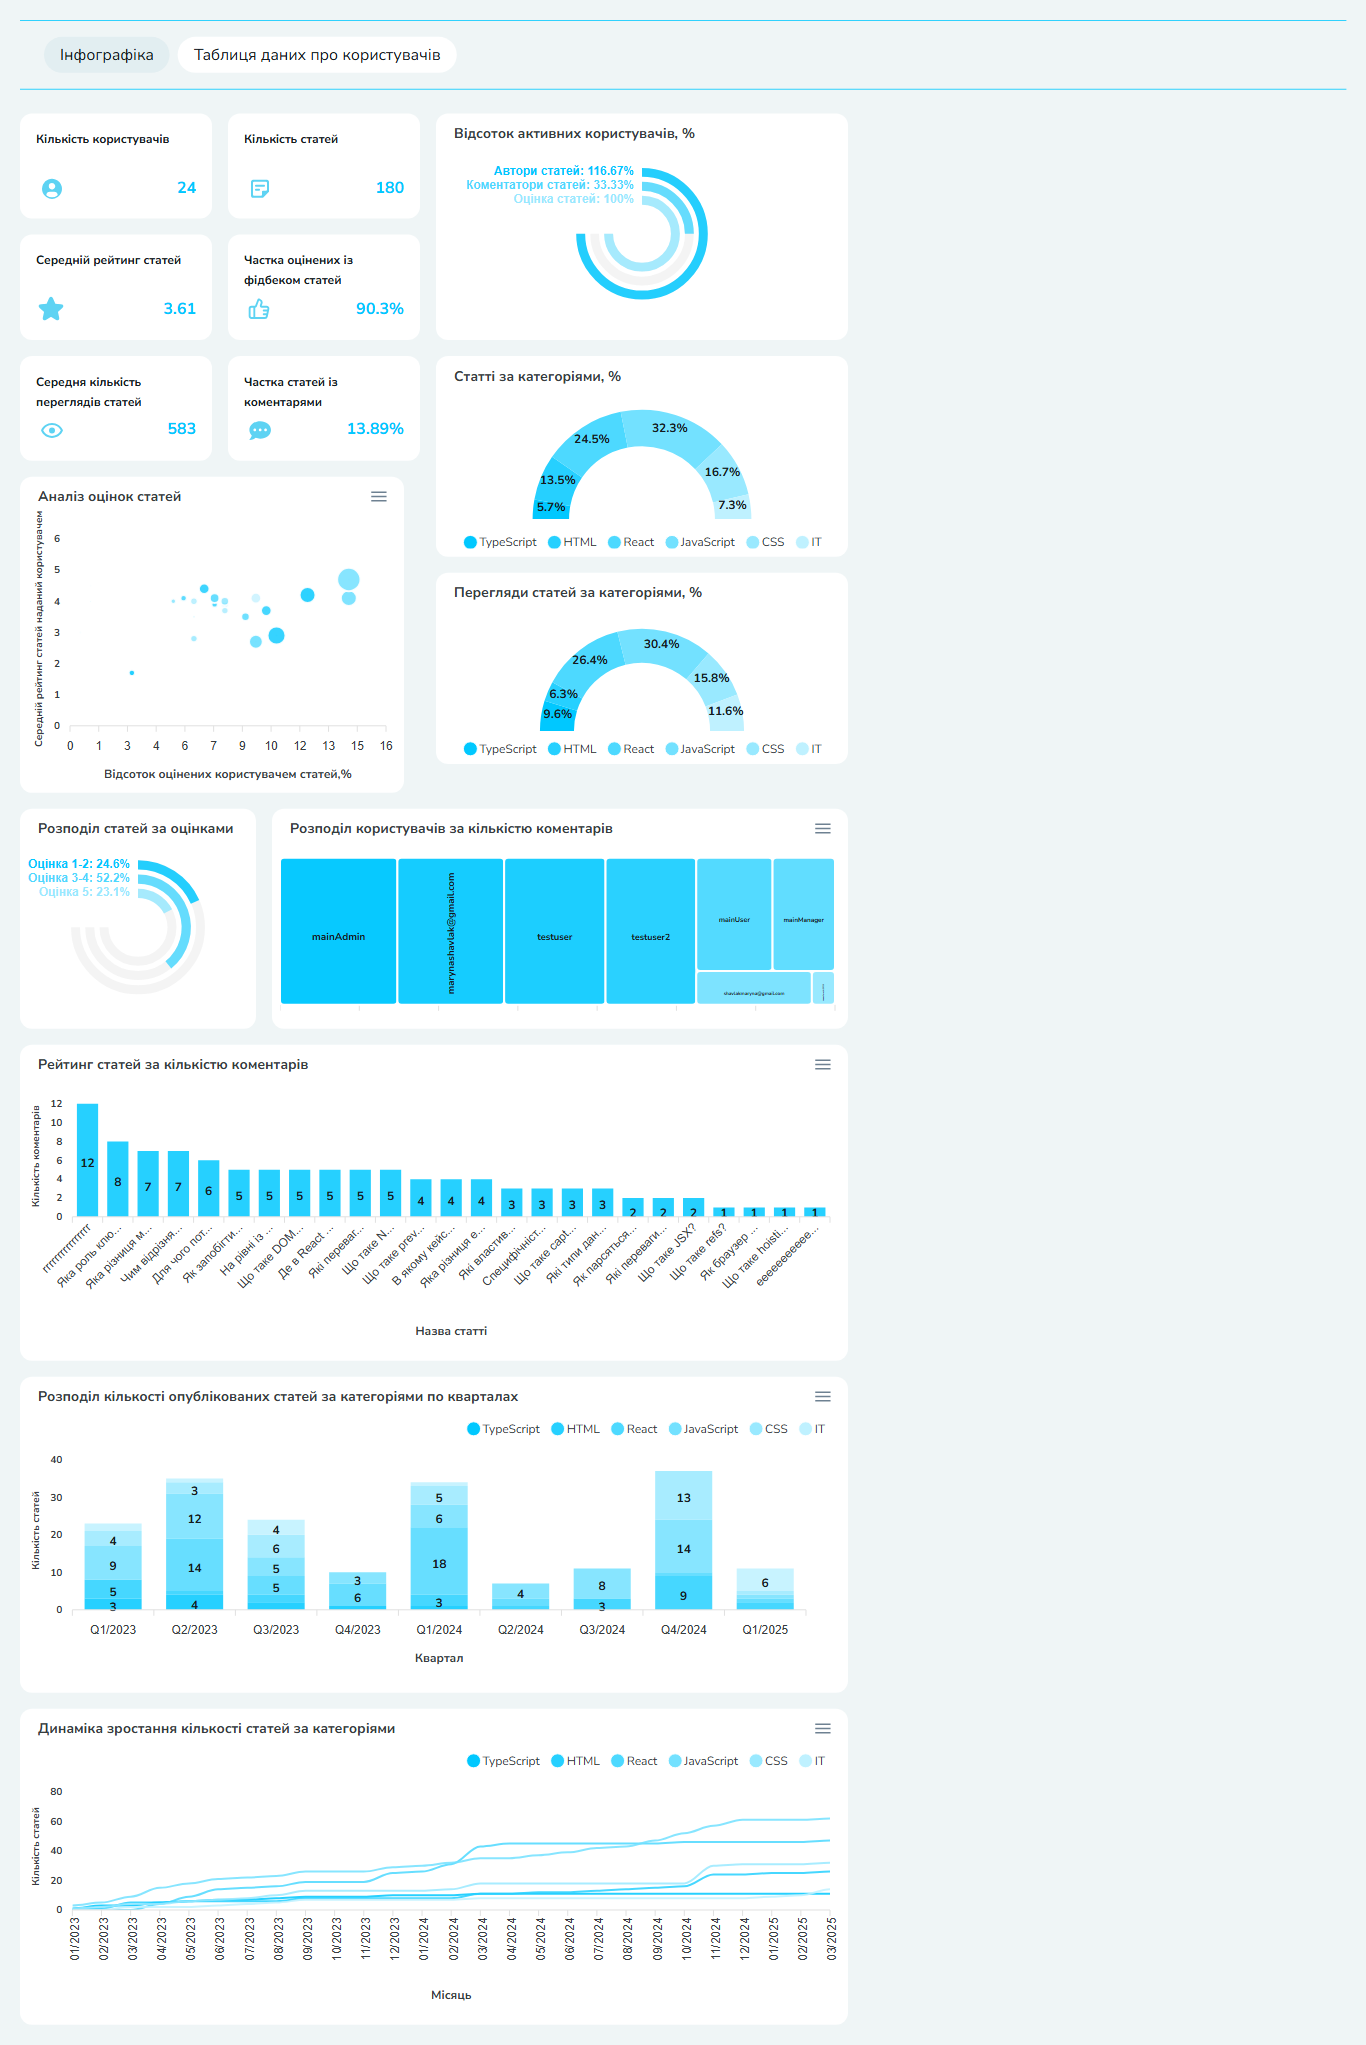 Інфографіка
Таблиця даних про користувачів
Кількість користувачів
24
Кількість статей
180
Середній рейтинг статей
3.61
Частка оцінених із
фідбеком статей
90.3%
Середня кількість
переглядів статей
583
Частка статей із
коментарями
13.89%
Відсоток активних користувачів, %
Автори статей: 116.67%
Коментатори статей: 33.33%
Оцінка статей: 100%
Статті за категоріями, %
5.7%
13.5%
24.5%
32.3%
16.7%
7.3%
TypeScript HTML React JavaScript CSS IT
Аналіз оцінок статей
Середній рейтинг статей наданий користувачем
6
5
4
3
2
1
0
0 1 3 4 6 7 9 10 12 13 15 16
Відсоток оцінених користувачем статей,%
Перегляди статей за категоріями, %
9.6%
6.3%
26.4%
30.4%
15.8%
11.6%
TypeScript HTML React JavaScript CSS IT
Розподіл статей за оцінками
Оцінка 1-2: 24.6%
Оцінка 3-4: 52.2%
Оцінка 5: 23.1%
Розподіл користувачів за кількістю коментарів
mainAdmin
marynashavlak@gmail.com
testuser
testuser2
mainUser
mainManager
shavlakmaryna@gmail.com
Рейтинг статей за кількістю коментарів
Кількість коментарів
12
10
8
6
4
2
0
12 8 7 7 6 5 5 5 5 5 5 4 4 4 3 3 3 3 2 2 2 1 1 1 1
rrrrrrrrrrrrrrr
Яка роль клю...
Яка різниця м...
Чим відрізня...
Для чого пот...
Як запобігти...
На рівні із ...
Що таке DOM...
Де в React ...
Які переваг...
Що таке N...
Що таке prev...
В якому кейс...
Яка різниця е...
Які властив...
Специфічніст...
Що таке capt...
Які типи дан...
Як парсяться...
Які переваги...
Що таке JSX?
Що таке refs?
Як браузер ...
Що таке hoisti...
eeeeeeeeee...
Назва статті
Розподіл кількості опублікованих статей за категоріями по кварталах
TypeScript HTML React JavaScript CSS IT
Кількість статей
40
30
20
10
0
4
9
5
3
3
12
14
4
4
6
5
5
3
6
5
6
18
3
4
8
3
13
14
9
6
Q1/2023 Q2/2023 Q3/2023 Q4/2023 Q1/2024 Q2/2024 Q3/2024 Q4/2024 Q1/2025
Квартал
Динаміка зростання кількості статей за категоріями
TypeScript HTML React JavaScript CSS IT
Кількість статей
80
60
40
20
0
01/2023 02/2023 03/2023 04/2023 05/2023 06/2023 07/2023 08/2023 09/2023 10/2023 11/2023 12/2023 01/2024 02/2024 03/2024 04/2024 05/2024 06/2024 07/2024 08/2024 09/2024 10/2024 11/2024 12/2024 01/2025 02/2025 03/2025
Місяць